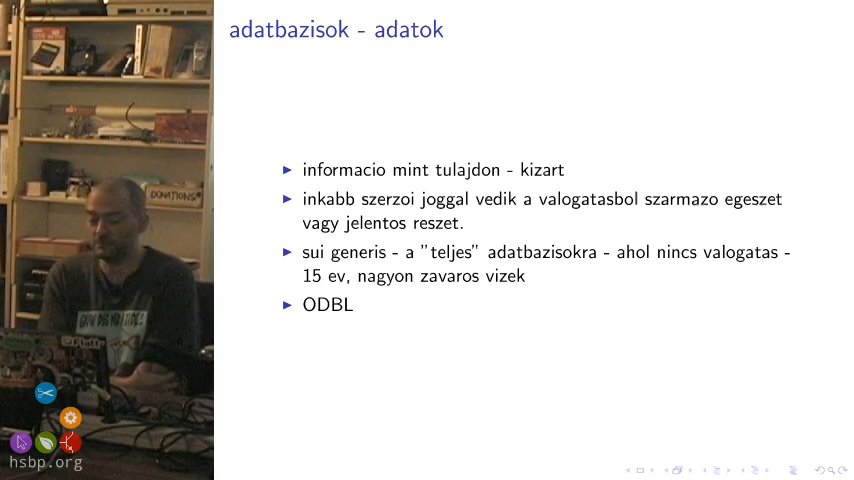 adatbazisok - adatok
informacio mint tulajdon - kizart
inkabb szerzoi joggal vedik a valogatasbol szarmazo egeszet
vagy jelentos reszet.
sui generis - a "teljes" adatbazisokra - ahol nincs valogatas -
15 ev, nagyon zavaros vizek
ODBL
DONATIONS
hsbp.org